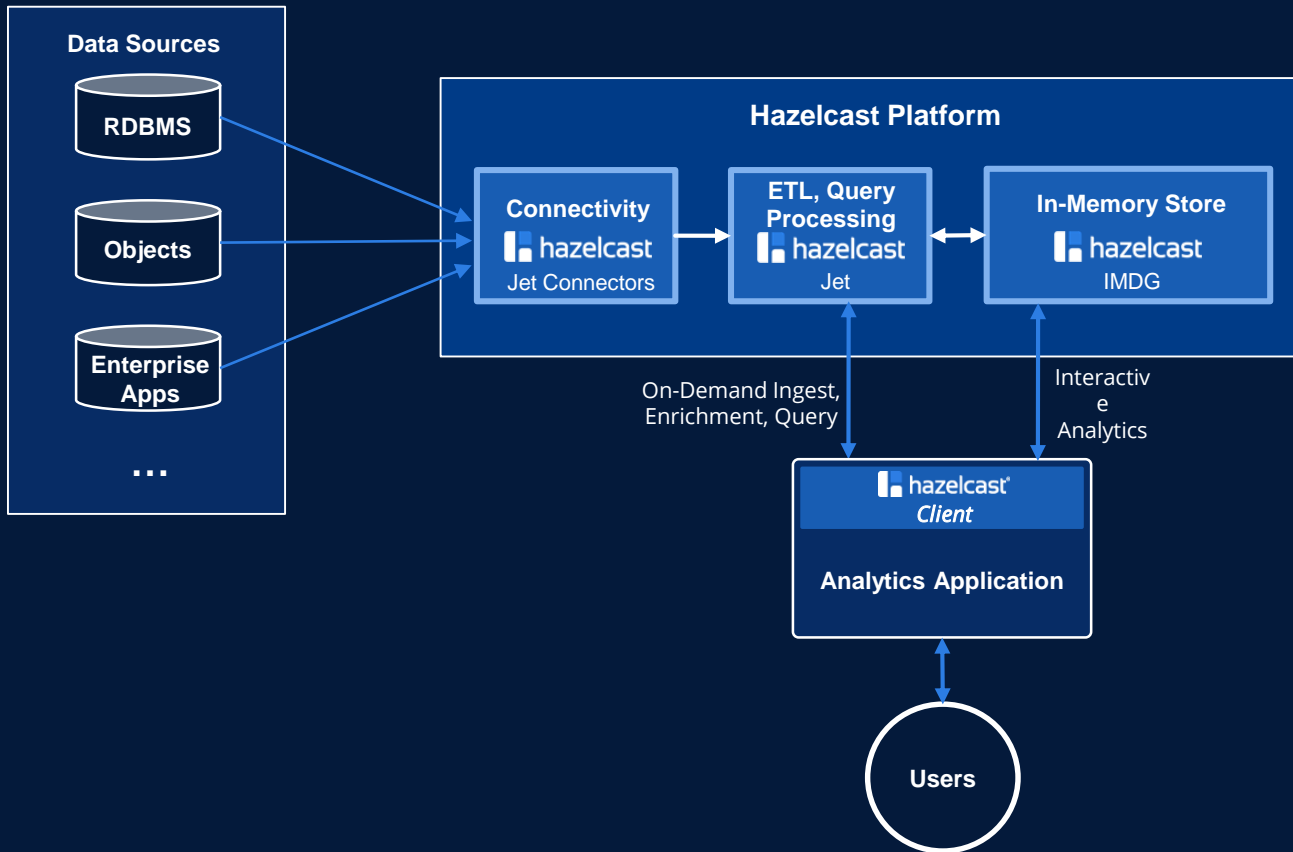 Data Sources
RDBMS
Objects
Enterprise
Apps
...
Hazelcast Platform
Connectivity
hazelcast
Jet Connectors
ETL, Query
Processing
hazelcast
Jet
In-Memory Store
hazelcast
IMDG
On-Demand Ingest,
Enrichment, Query
Interactiv
e
Analytics
hazelcast®
Client
Analytics Application
Users